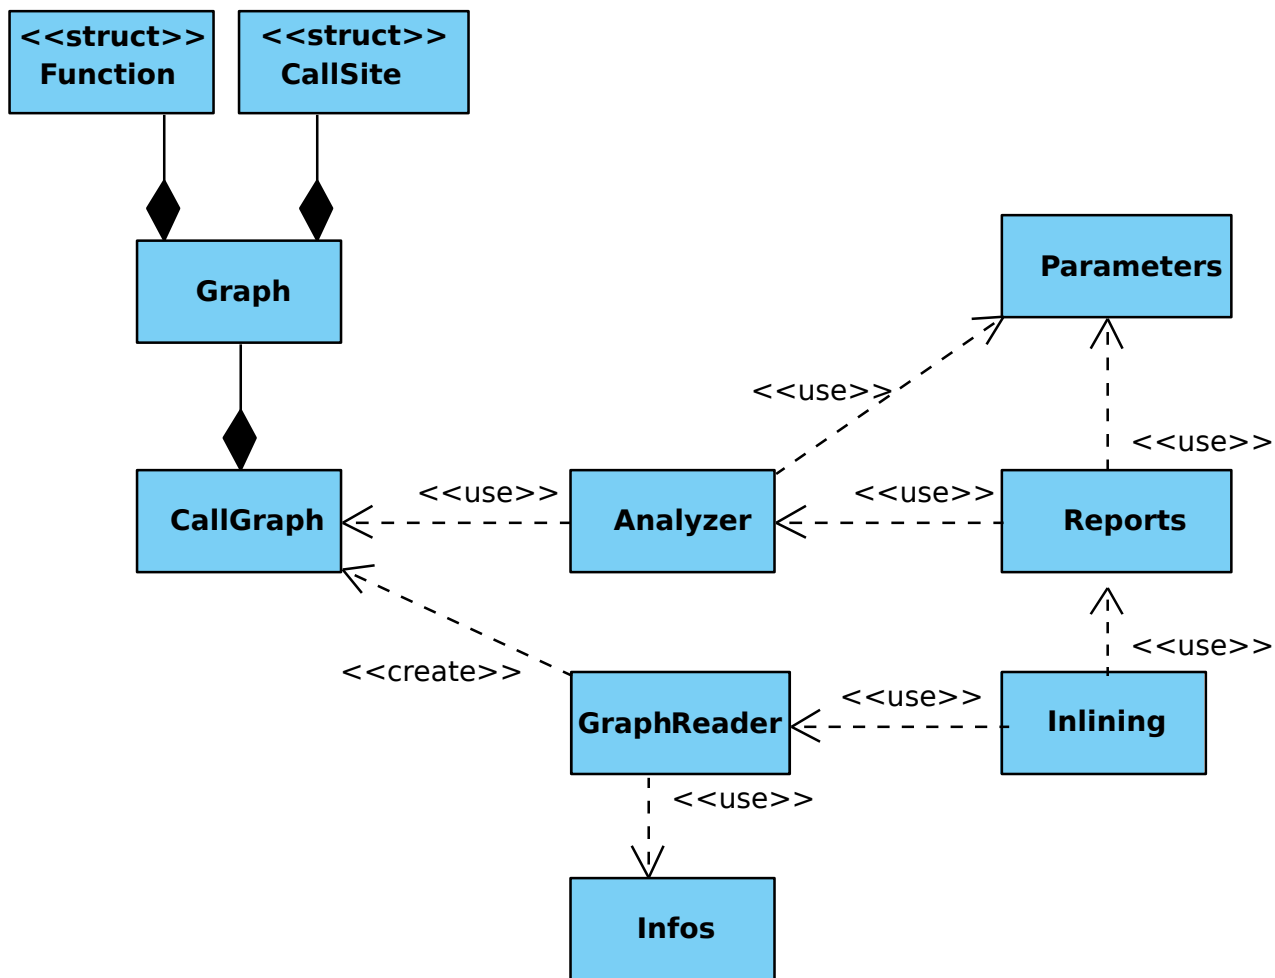 <<struct>>
Function
<<struct>>
CallSite
Graph
Parameters
<<use>>
<<use>>
<<use>>
<<use>>
CallGraph
Analyzer
Reports
<<create>>
<<use>>
<<use>>
GraphReader
Inlining
<<use>>
Infos